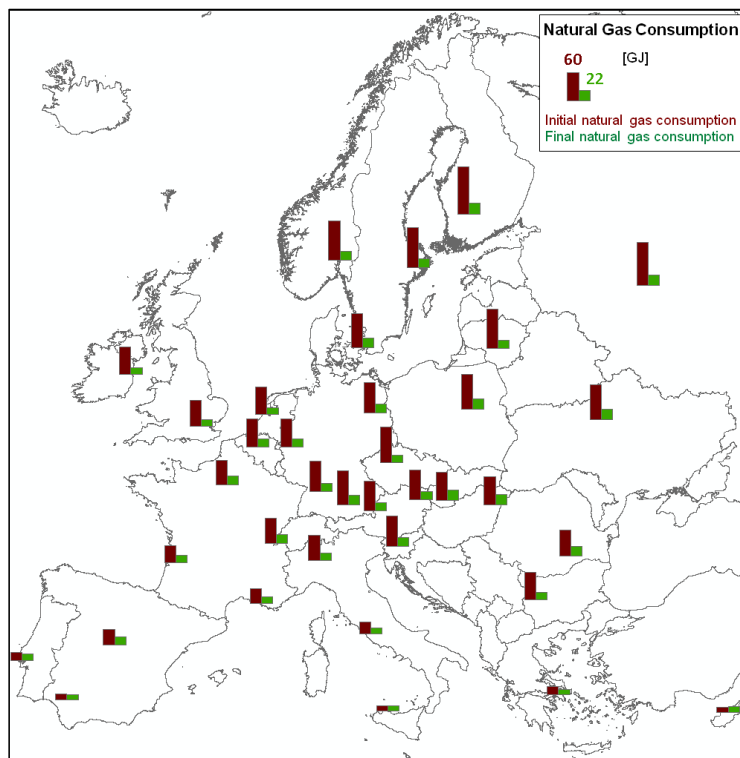 Natural Gas Consumption
60 [GJ]
22
Initial natural gas consumption
Final natural gas consumption